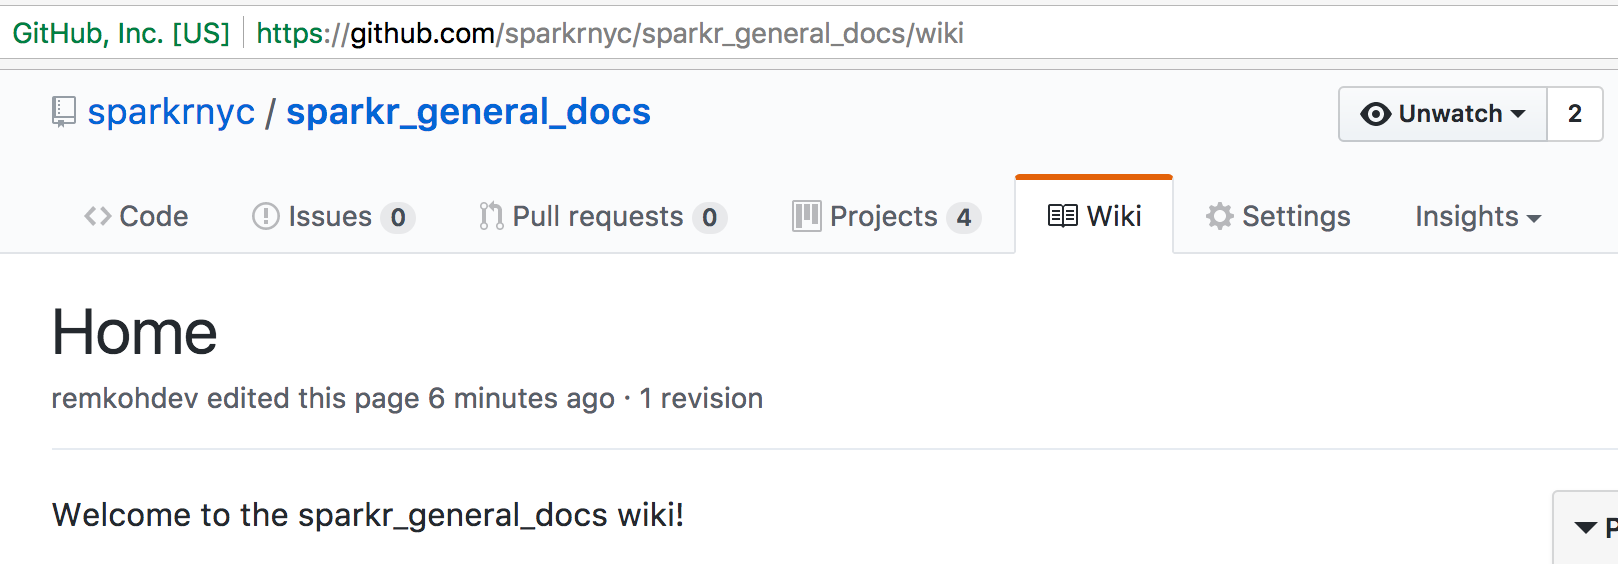 GitHub, Inc. [US] https://github.com/sparkrnyc/sparkr_general_docs/wiki
sparkrnyc / sparkr_general_docs Unwatch 2
Code Issues 0 Pull requests 0 Projects 4 Wiki Settings Insights
Home
remkohdev edited this page 6 minutes ago · 1 revision
Welcome to the sparkr_general_docs wiki!